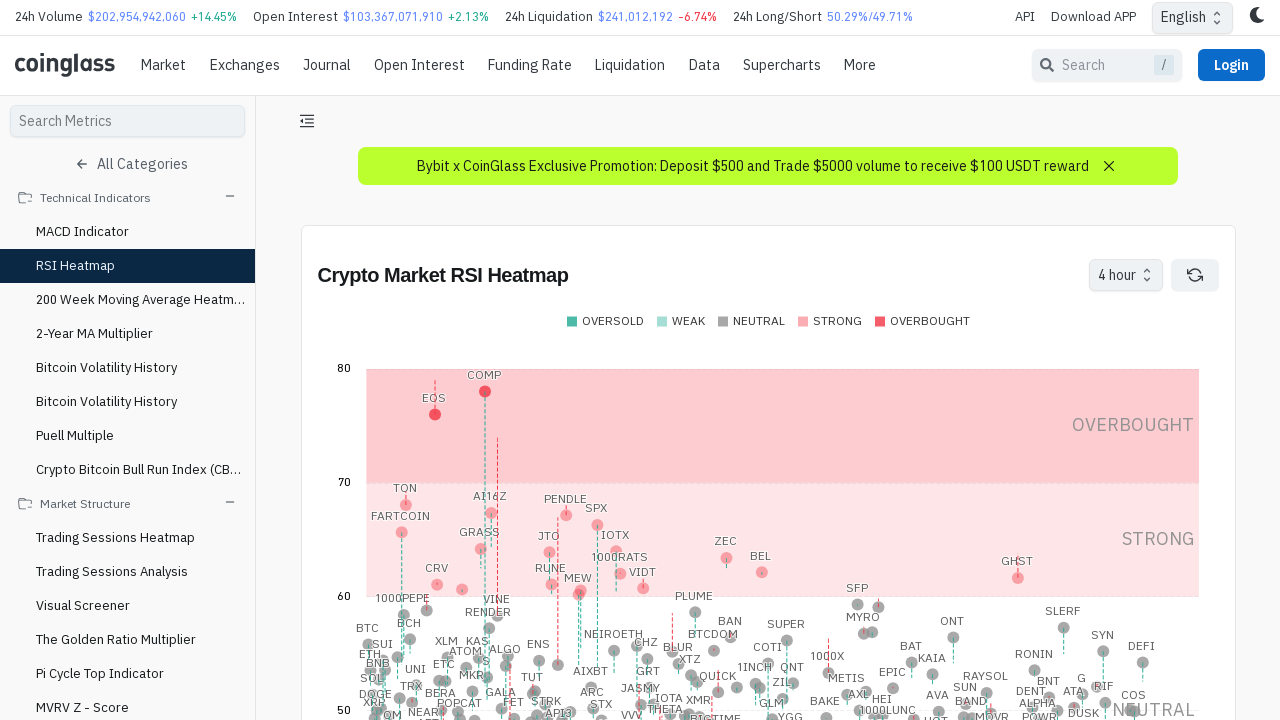 24h Volume $202,954,942,060 +14.45% Open Interest $103,367,071,910 +2.13% 24h Liquidation $241,012,192 -6.74% 24h Long/Short 50.29%/49.71% API Download APP English
coinglass Market Exchanges Journal Open Interest Funding Rate Liquidation Data Supercharts More Search / Login
Search Metrics
All Categories
Technical Indicators
MACD Indicator
RSI Heatmap
200 Week Moving Average Heatm...
2-Year MA Multiplier
Bitcoin Volatility History
Bitcoin Volatility History
Puell Multiple
Crypto Bitcoin Bull Run Index (CB...
Market Structure
Trading Sessions Heatmap
Trading Sessions Analysis
Visual Screener
The Golden Ratio Multiplier
Pi Cycle Top Indicator
MVRV Z - Score
Bybit x CoinGlass Exclusive Promotion: Deposit $500 and Trade $5000 volume to receive $100 USDT reward
Crypto Market RSI Heatmap 4 hour
OVERSOLD WEAK NEUTRAL STRONG OVERBOUGHT
80
COMP
EOS
OVERBOUGHT
70
TON AI16Z PENDLE
FARTCOIN SPX
GRASS JTO IOTX ZEC STRONG
1000RATS BEL GHST
CRV RUNE MEW VIDT
60
1000PEPE VINE PLUME SFP
RENDER SLERF
BTC BCH BAN SUPER MYRO ONT
NEIROETH BTCDOM SYN
SUI XLM KAS ENS CHZ BLUR COTI BAT DEFI
ETH ATOM ALGO XTZ 1000X KAIA RONIN
BNB ETC S AIXBT GRT 1INCH QNT EPIC RAYSOL
SOL UNI MKR TUT QUICK ZIL METIS BNT G RIF
DOGE TRX BERA GALA ARC JASMY IOTA AXL AVA SUN DENT ATA COS
XRP POPCAT FET STRK STX XMR GLM BAKE HEI BAND ALPHA
OM NEAR API3 VVV THETA YGG 1000LUNC DUSK NEUTRAL
50 BIGTIME MOVR POWR